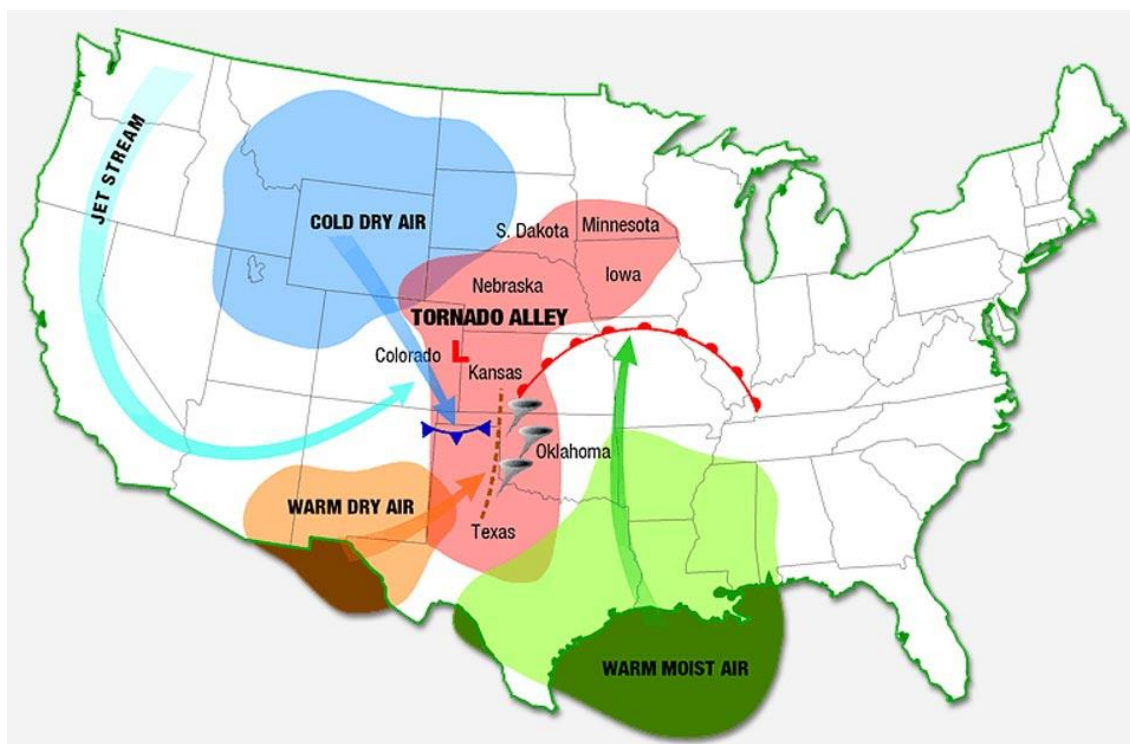 JET STREAM
COLD DRY AIR
S. Dakota
Minnesota
Nebraska
Iowa
TORNADO ALLEY
Colorado
L
Kansas
Oklahoma
WARM DRY AIR
Texas
WARM MOIST AIR